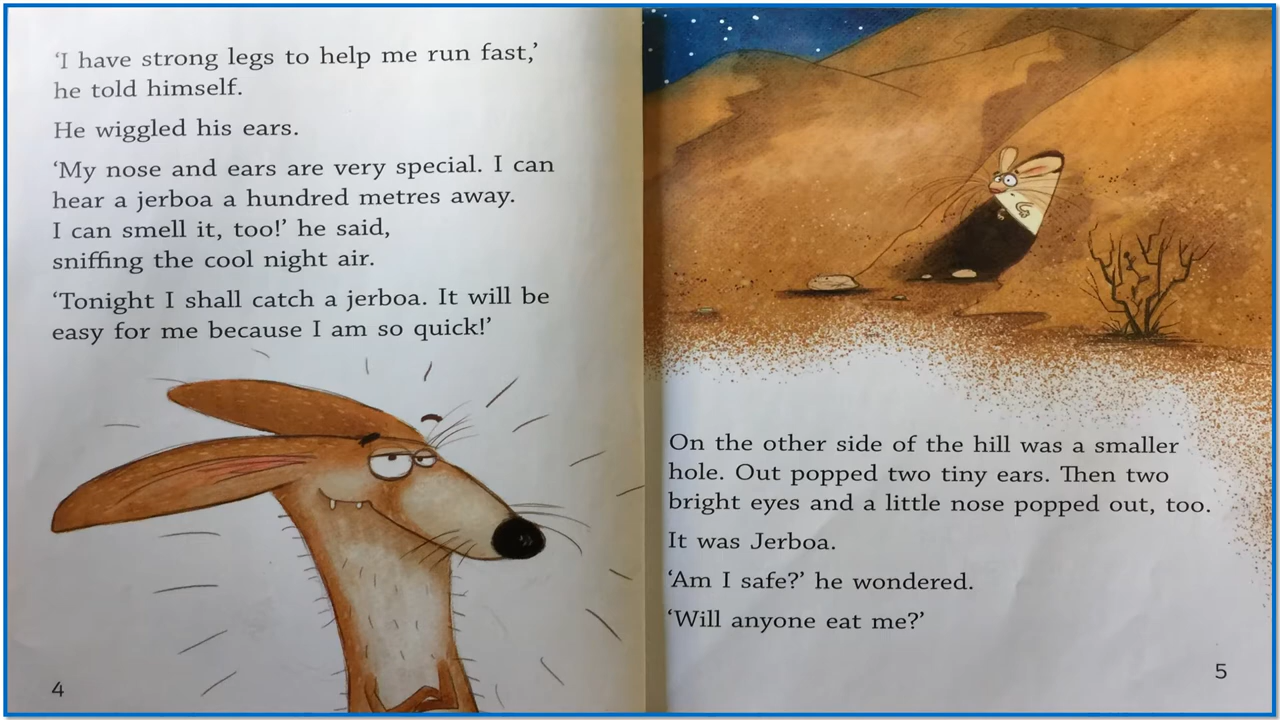 ‘I have strong legs to help me run fast,’
he told himself.
He wiggled his ears.
‘My nose and ears are very special. I can
hear a jerboa a hundred metres away.
I can smell it, too!’ he said,
sniffing the cool night air.
‘Tonight I shall catch a jerboa. It will be
easy for me because I am so quick!’
4
On the other side of the hill was a smaller
hole. Out popped two tiny ears. Then two
bright eyes and a little nose popped out, too.
It was Jerboa.
‘Am I safe?’ he wondered.
‘Will anyone eat me?’
5